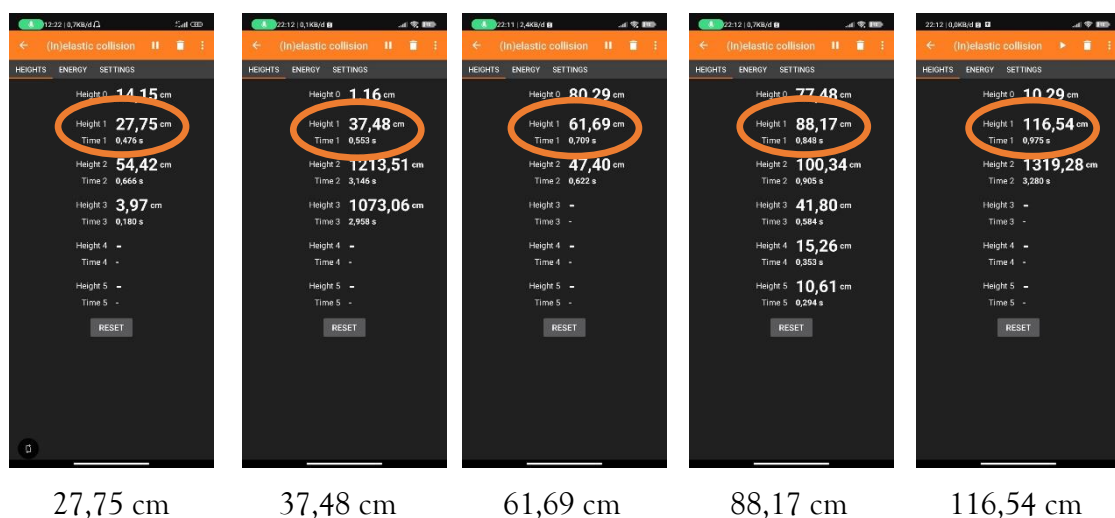 12:22 | 0,7KB/d
(In)elastic collision
HEIGHTS ENERGY SETTINGS
Height 0 14,15 cm
Height 1 27,75 cm
Time 1 0,476 s
Height 2 54,42 cm
Time 2 0,666 s
Height 3 3,97 cm
Time 3 0,180 s
Height 4 -
Time 4 -
Height 5 -
Time 5 -
RESET
27,75 cm
22:12 | 0,1KB/d
(In)elastic collision
HEIGHTS ENERGY SETTINGS
Height 0 1,16 cm
Height 1 37,48 cm
Time 1 0,553 s
Height 2 1213,51 cm
Time 2 3,146 s
Height 3 1073,06 cm
Time 3 2,958 s
Height 4 -
Time 4 -
Height 5 -
Time 5 -
RESET
37,48 cm
22:11 | 2,4KB/d
(In)elastic collision
HEIGHTS ENERGY SETTINGS
Height 0 80,29 cm
Height 1 61,69 cm
Time 1 0,709 s
Height 2 47,40 cm
Time 2 0,622 s
Height 3 -
Time 3 -
Height 4 -
Time 4 -
Height 5 -
Time 5 -
RESET
61,69 cm
22:12 | 0,7KB/d
(In)elastic collision
HEIGHTS ENERGY SETTINGS
Height 0 77,48 cm
Height 1 88,17 cm
Time 1 0,848 s
Height 2 100,34 cm
Time 2 0,905 s
Height 3 41,80 cm
Time 3 0,584 s
Height 4 15,26 cm
Time 4 0,353 s
Height 5 10,61 cm
Time 5 0,294 s
RESET
88,17 cm
22:12 | 0,0KB/d
(In)elastic collision
HEIGHTS ENERGY SETTINGS
Height 0 10,29 cm
Height 1 116,54 cm
Time 1 0,975 s
Height 2 1319,28 cm
Time 2 3,280 s
Height 3 -
Time 3 -
Height 4 -
Time 4 -
Height 5 -
Time 5 -
RESET
116,54 cm